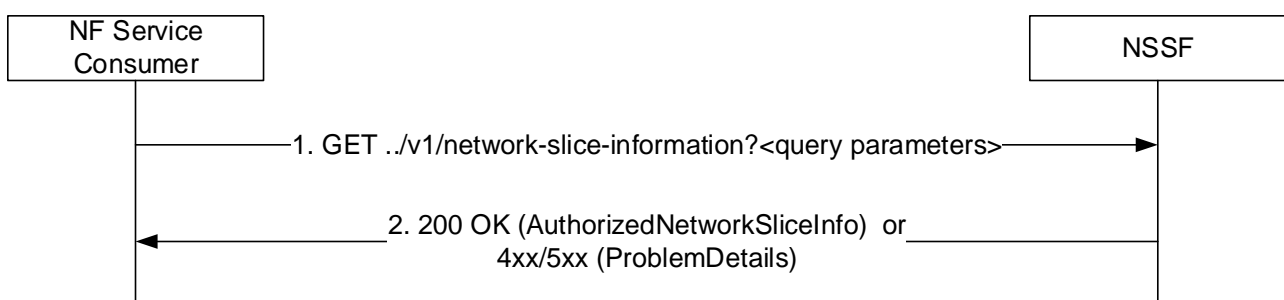 NF Service
Consumer
NSSF
1. GET ../v1/network-slice-information?<query parameters>
2. 200 OK (AuthorizedNetworkSliceInfo) or
4xx/5xx (ProblemDetails)